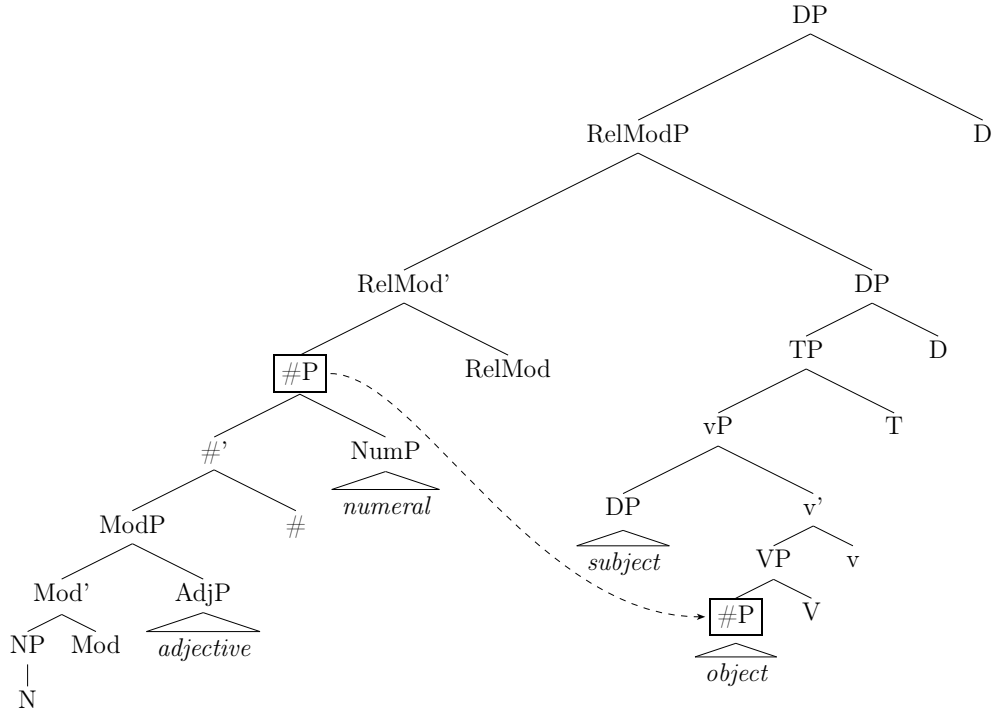 DP
RelModP D
RelMod' DP
#P RelMod TP D
#' NumP vP T
numeral
ModP # DP v'
subject
Mod' AdjP VP v
adjective
NP Mod #P V
object
N